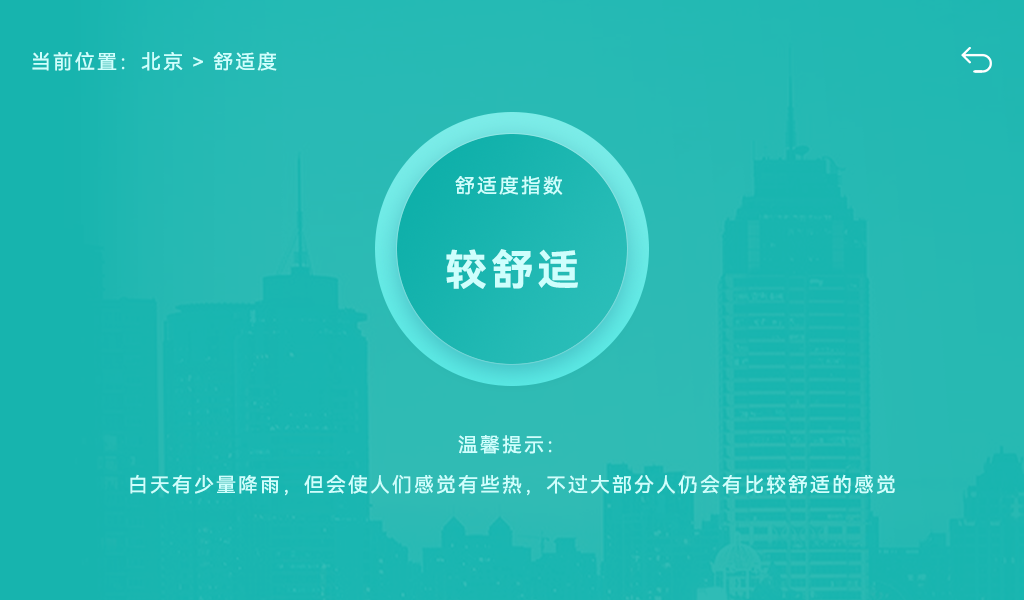 当前位置：北京 > 舒适度
舒适度指数
较舒适
温馨提示：
白天有少量降雨，但会使人们感觉有些热，不过大部分人仍会有比较舒适的感觉